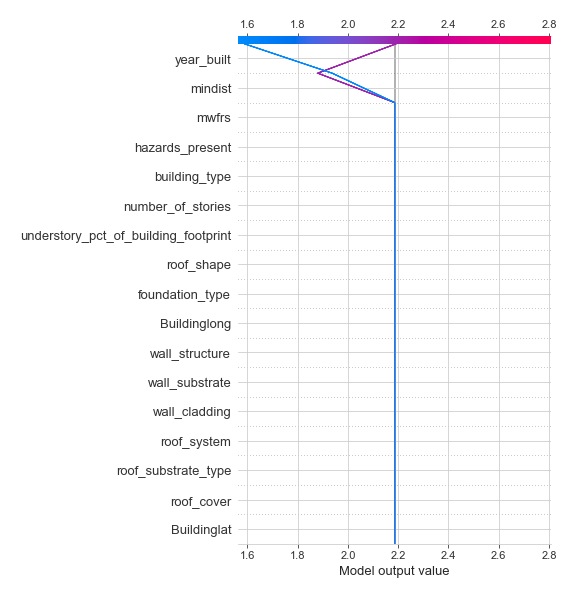 1.6 1.8 2.0 2.2 2.4 2.6 2.8
year_built
mindist
mwfrs
hazards_present
building_type
number_of_stories
understory_pct_of_building_footprint
roof_shape
foundation_type
Buildinglong
wall_structure
wall_substrate
wall_cladding
roof_system
roof_substrate_type
roof_cover
Buildinglat
1.6 1.8 2.0 2.2 2.4 2.6 2.8
Model output value